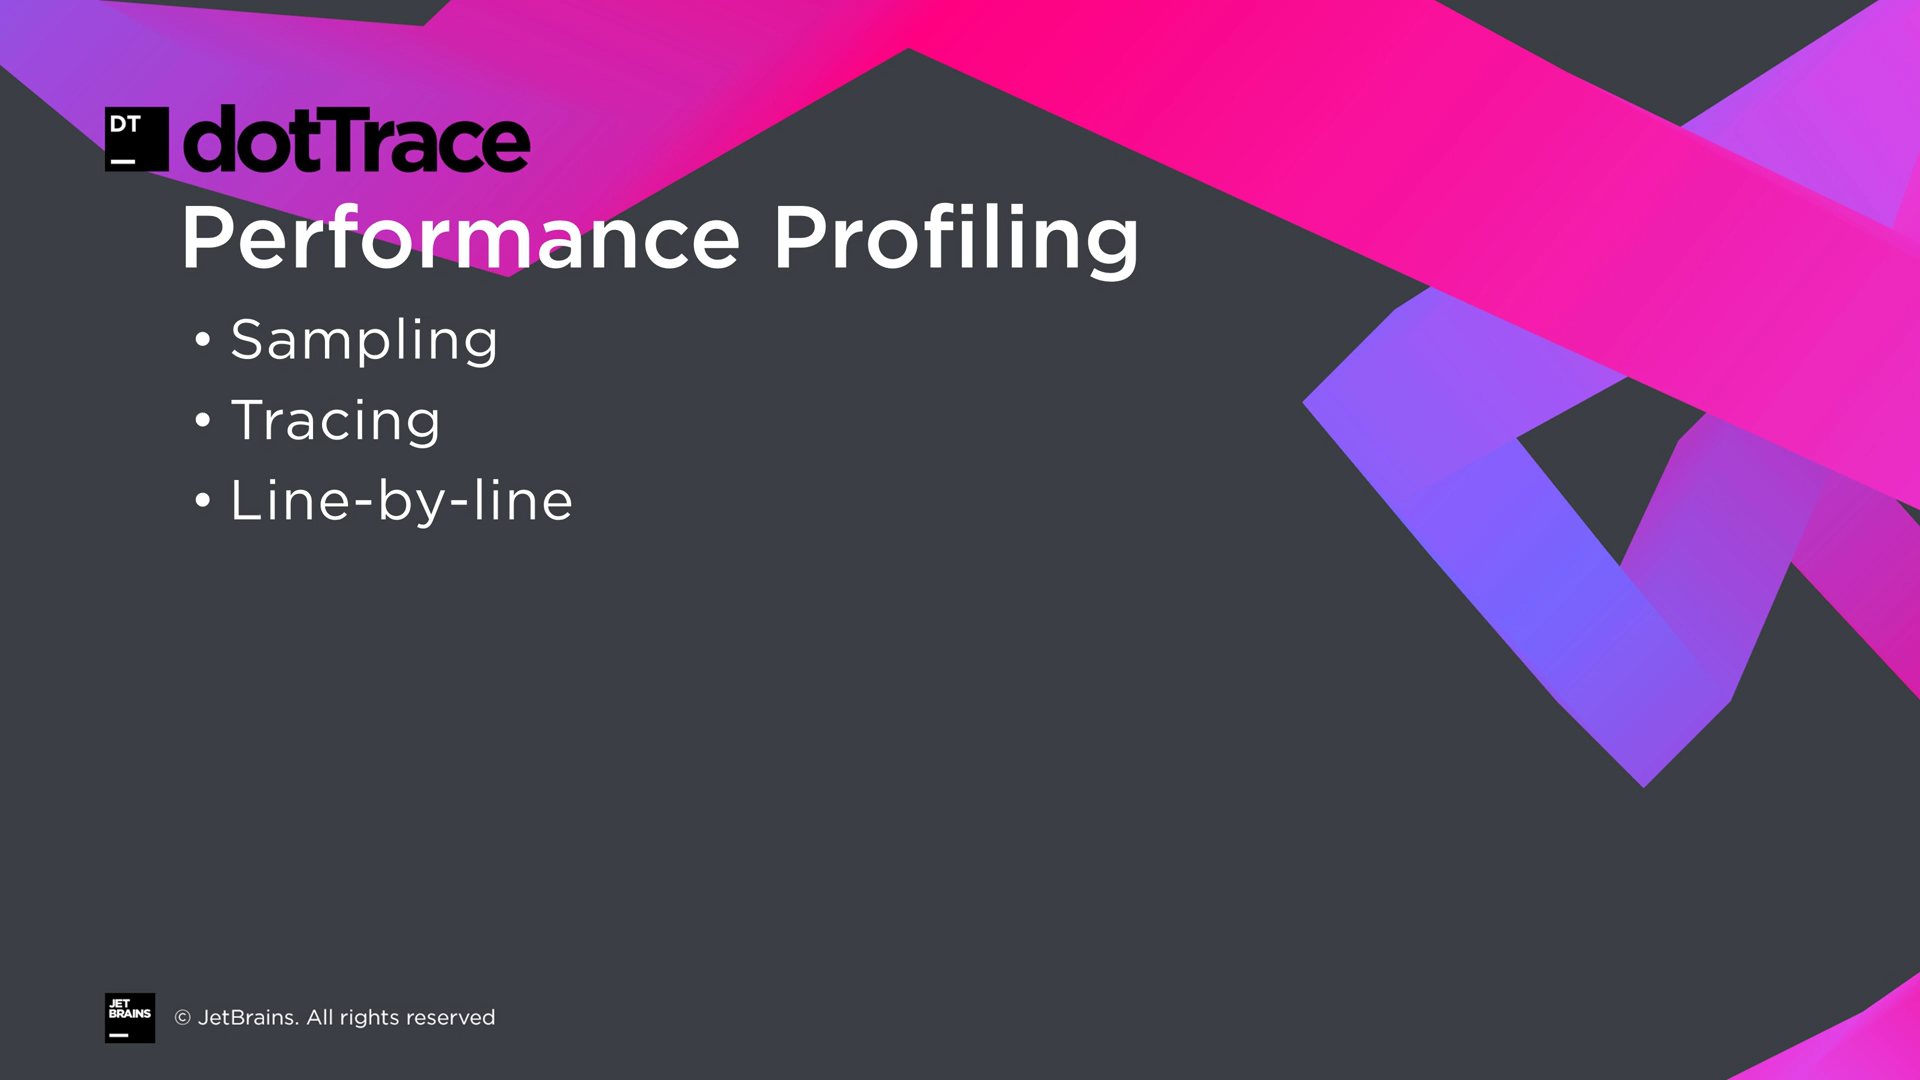 DT
dotTrace
Performance Profiling
• Sampling
• Tracing
• Line-by-line
JET
BRAINS
© JetBrains. All rights reserved